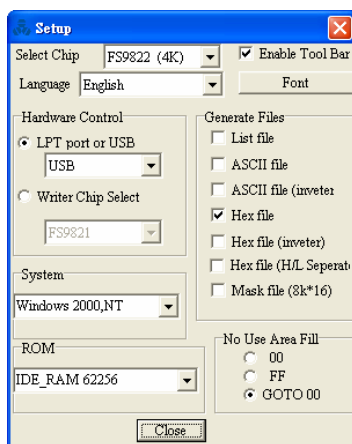 Setup
Select Chip FS9822 (4K) Enable Tool Bar
Language English Font
Hardware Control
LPT port or USB
USB
Writer Chip Select
FS9821
Generate Files
List file
ASCII file
ASCII file (inveter
Hex file
Hex file (inveter)
Hex file (H/L Seperat
Mask file (8k*16)
System
Windows 2000,NT
ROM
IDE_RAM 62256
No Use Area Fill
00
FF
GOTO 00
Close